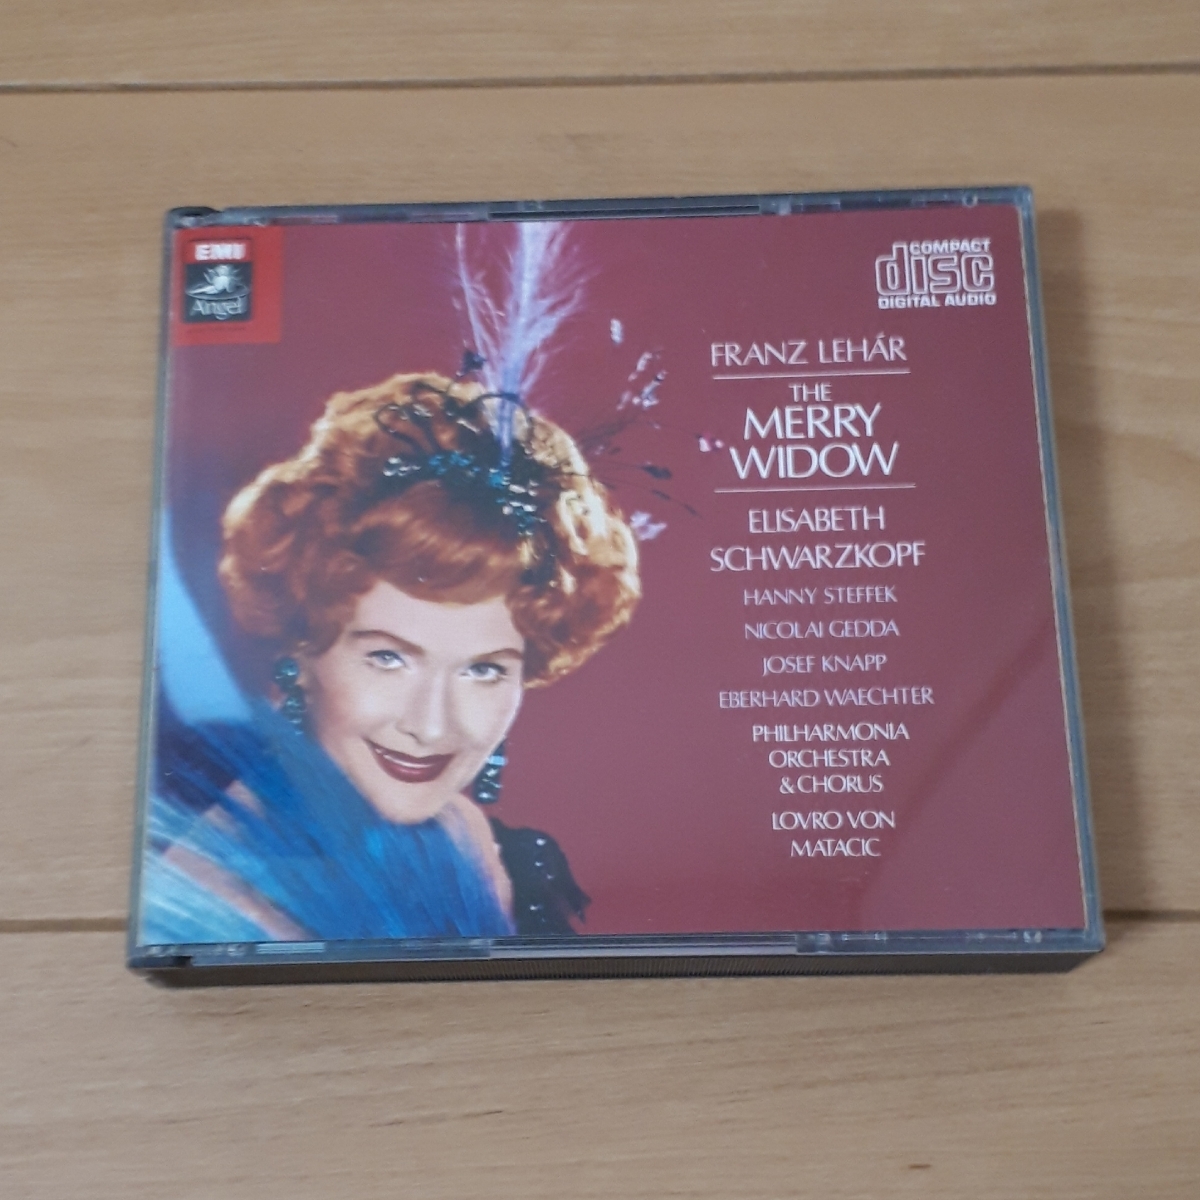 EMI
Angel
COMPACT
disc
DIGITAL AUDIO
FRANZ LEHÁR
THE
MERRY
WIDOW
ELISABETH
SCHWARZKOPF
HANNY STEFFEK
NICOLAI GEDDA
JOSEF KNAPP
EBERHARD WAECHTER
PHILHARMONIA
ORCHESTRA
& CHORUS
LOVRO VON
MATACIC